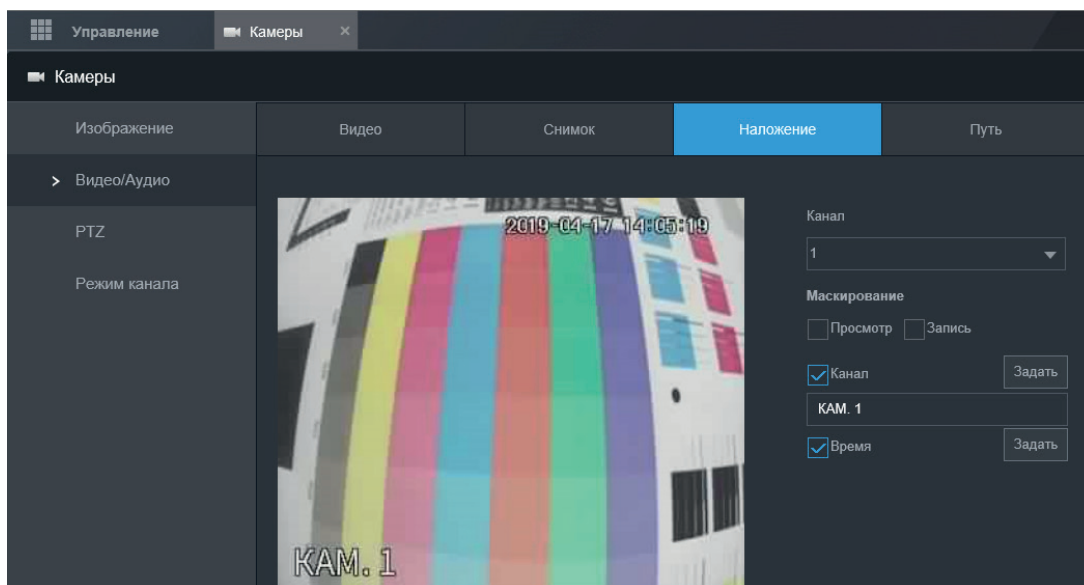 Управление
Камеры ×
Камеры
Изображение
Видео/Аудио
PTZ
Режим канала
Видео Снимок Наложение Путь
2019-04-17 14:05:19
КАМ. 1
Канал
1
Маскирование
Просмотр Запись
Канал Задать
КАМ. 1
Время Задать